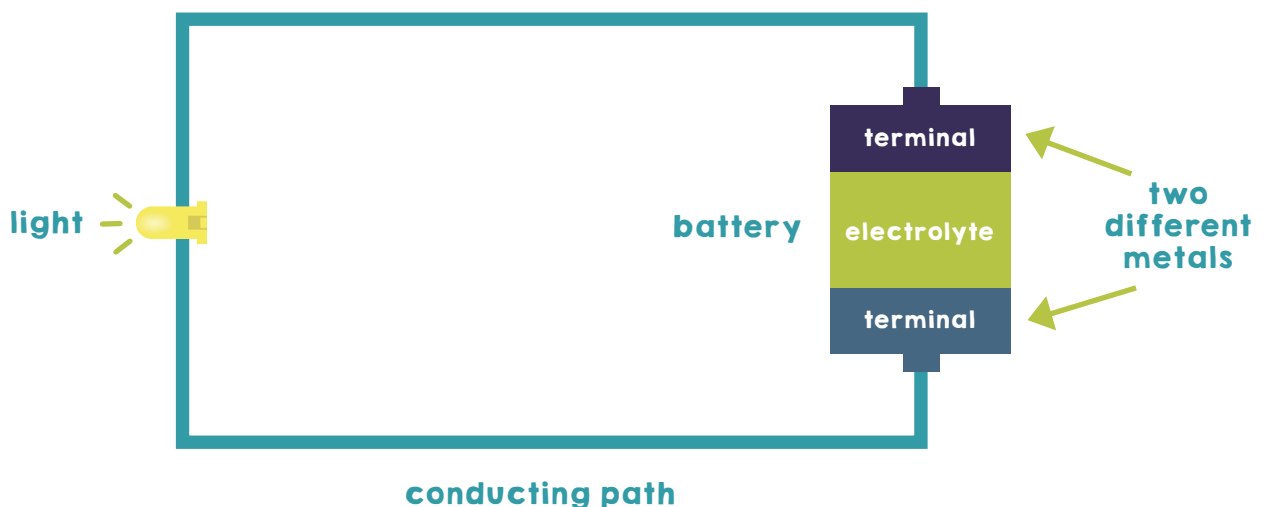 terminal
light
battery
electrolyte
two
different
metals
terminal
conducting path